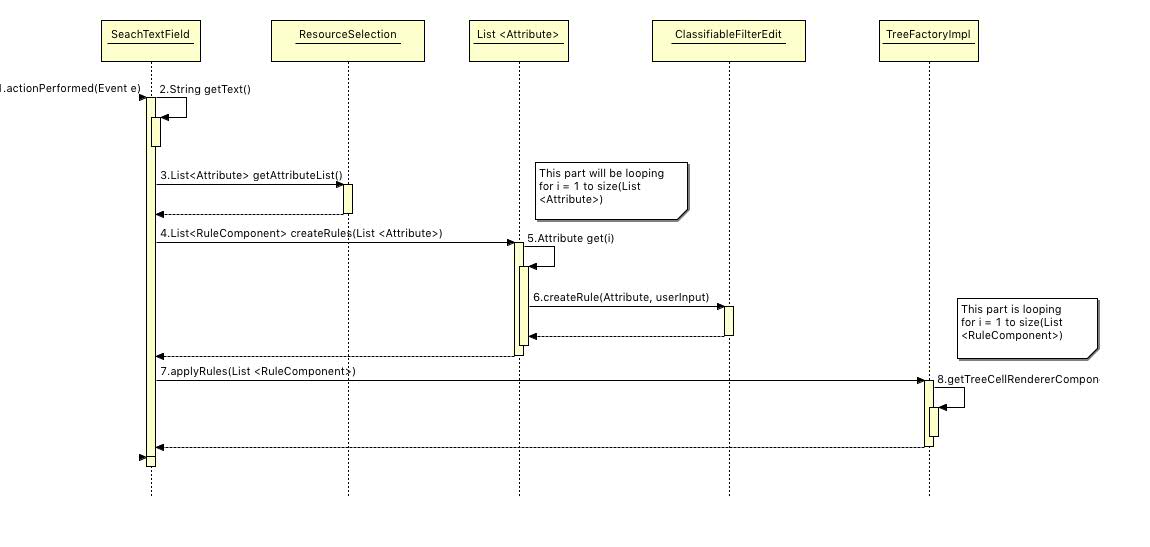 SeachTextField
ResourceSelection
List <Attribute>
ClassifiableFilterEdit
TreeFactoryImpl
1.actionPerformed(Event e)
2.String getText()
3.List<Attribute> getAttributeList()
This part will be looping
for i = 1 to size(List
<Attribute>)
4.List<RuleComponent> createRules(List <Attribute>)
5.Attribute get(i)
6.createRule(Attribute, userInput)
This part is looping
for i = 1 to size(List
<RuleComponent>)
7.applyRules(List <RuleComponent>)
8.getTreeCellRendererCompon